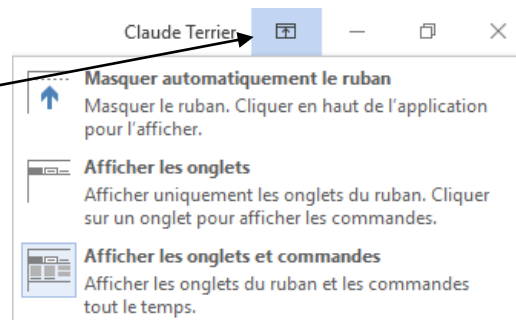 Claude Terrier
Masquer automatiquement le ruban
Masquer le ruban. Cliquer en haut de l'application
pour l'afficher.
Afficher les onglets
Afficher uniquement les onglets du ruban. Cliquer
sur un onglet pour afficher les commandes.
Afficher les onglets et commandes
Afficher les onglets du ruban et les commandes
tout le temps.